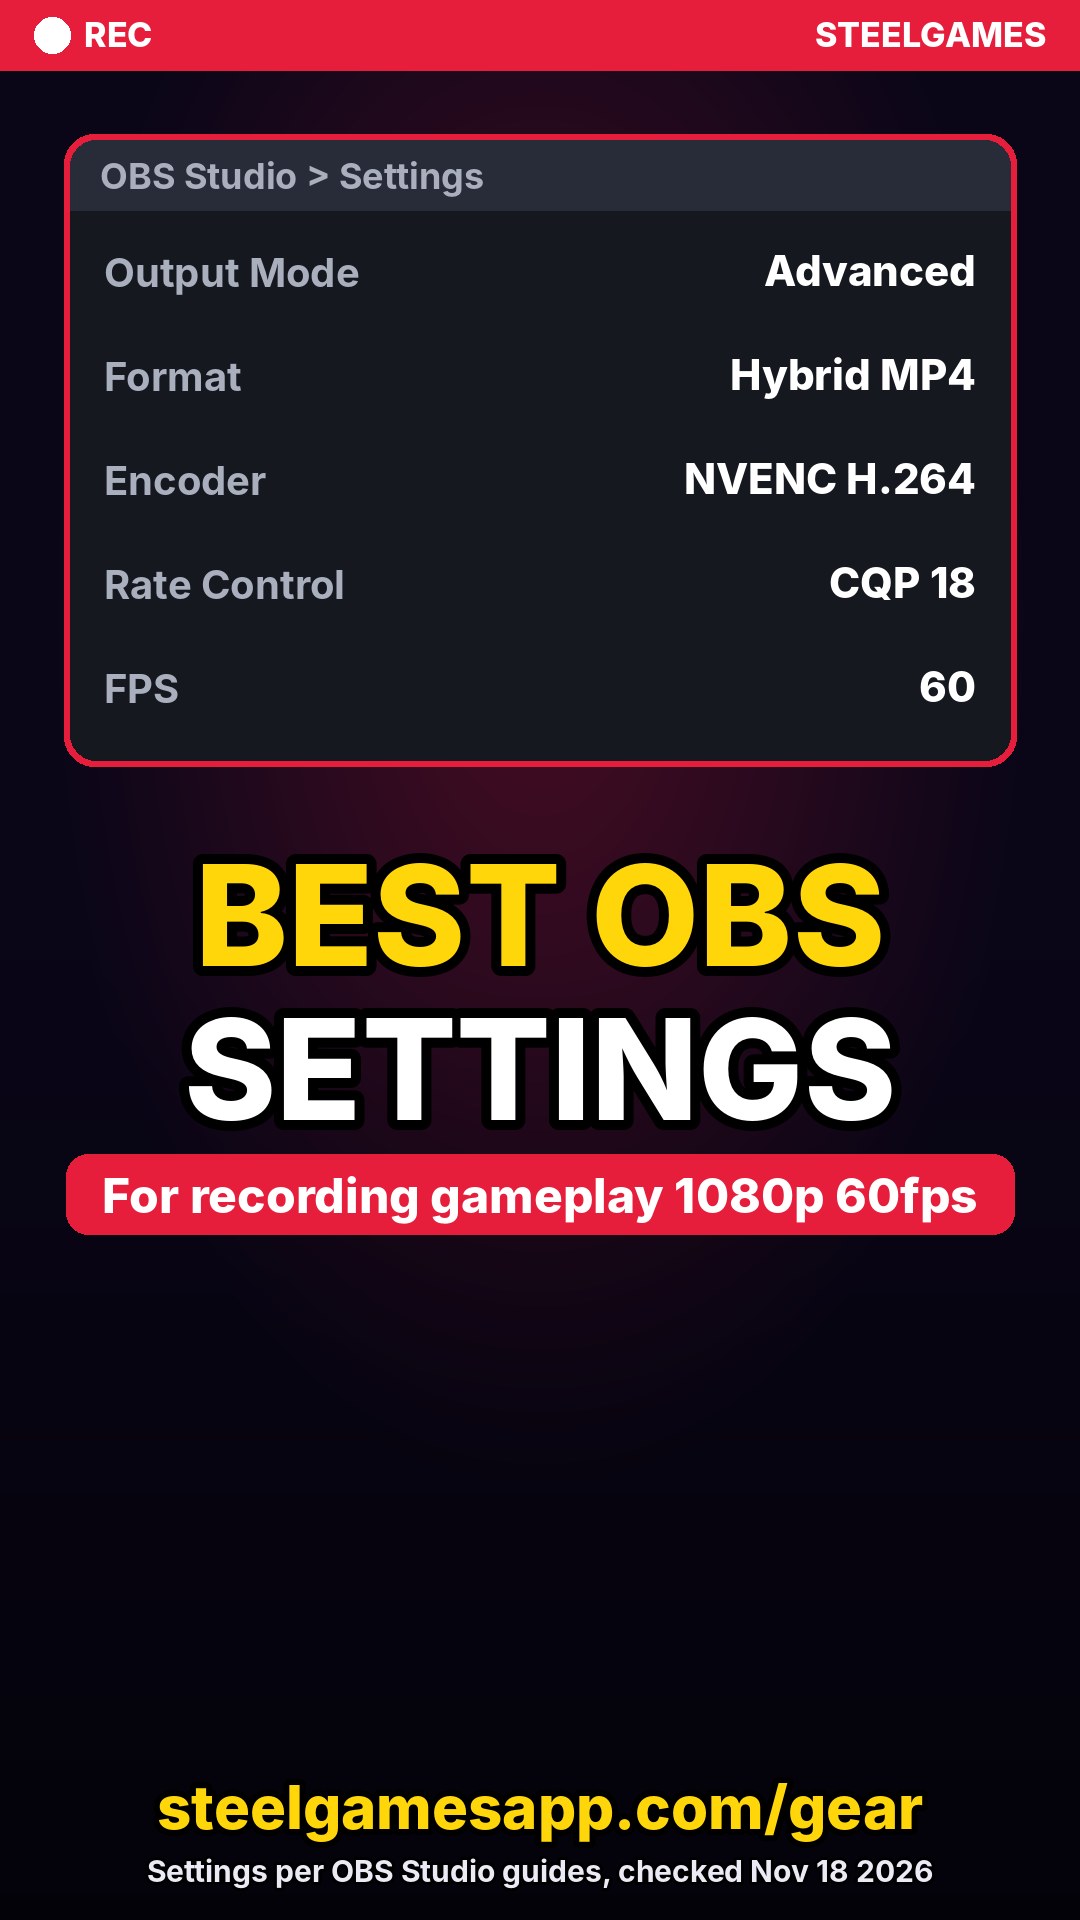 REC
STEELGAMES
OBS Studio > Settings
Output Mode Advanced
Format Hybrid MP4
Encoder NVENC H.264
Rate Control CQP 18
FPS 60
BEST OBS
SETTINGS
For recording gameplay 1080p 60fps
steelgamesapp.com/gear
Settings per OBS Studio guides, checked Nov 18 2026